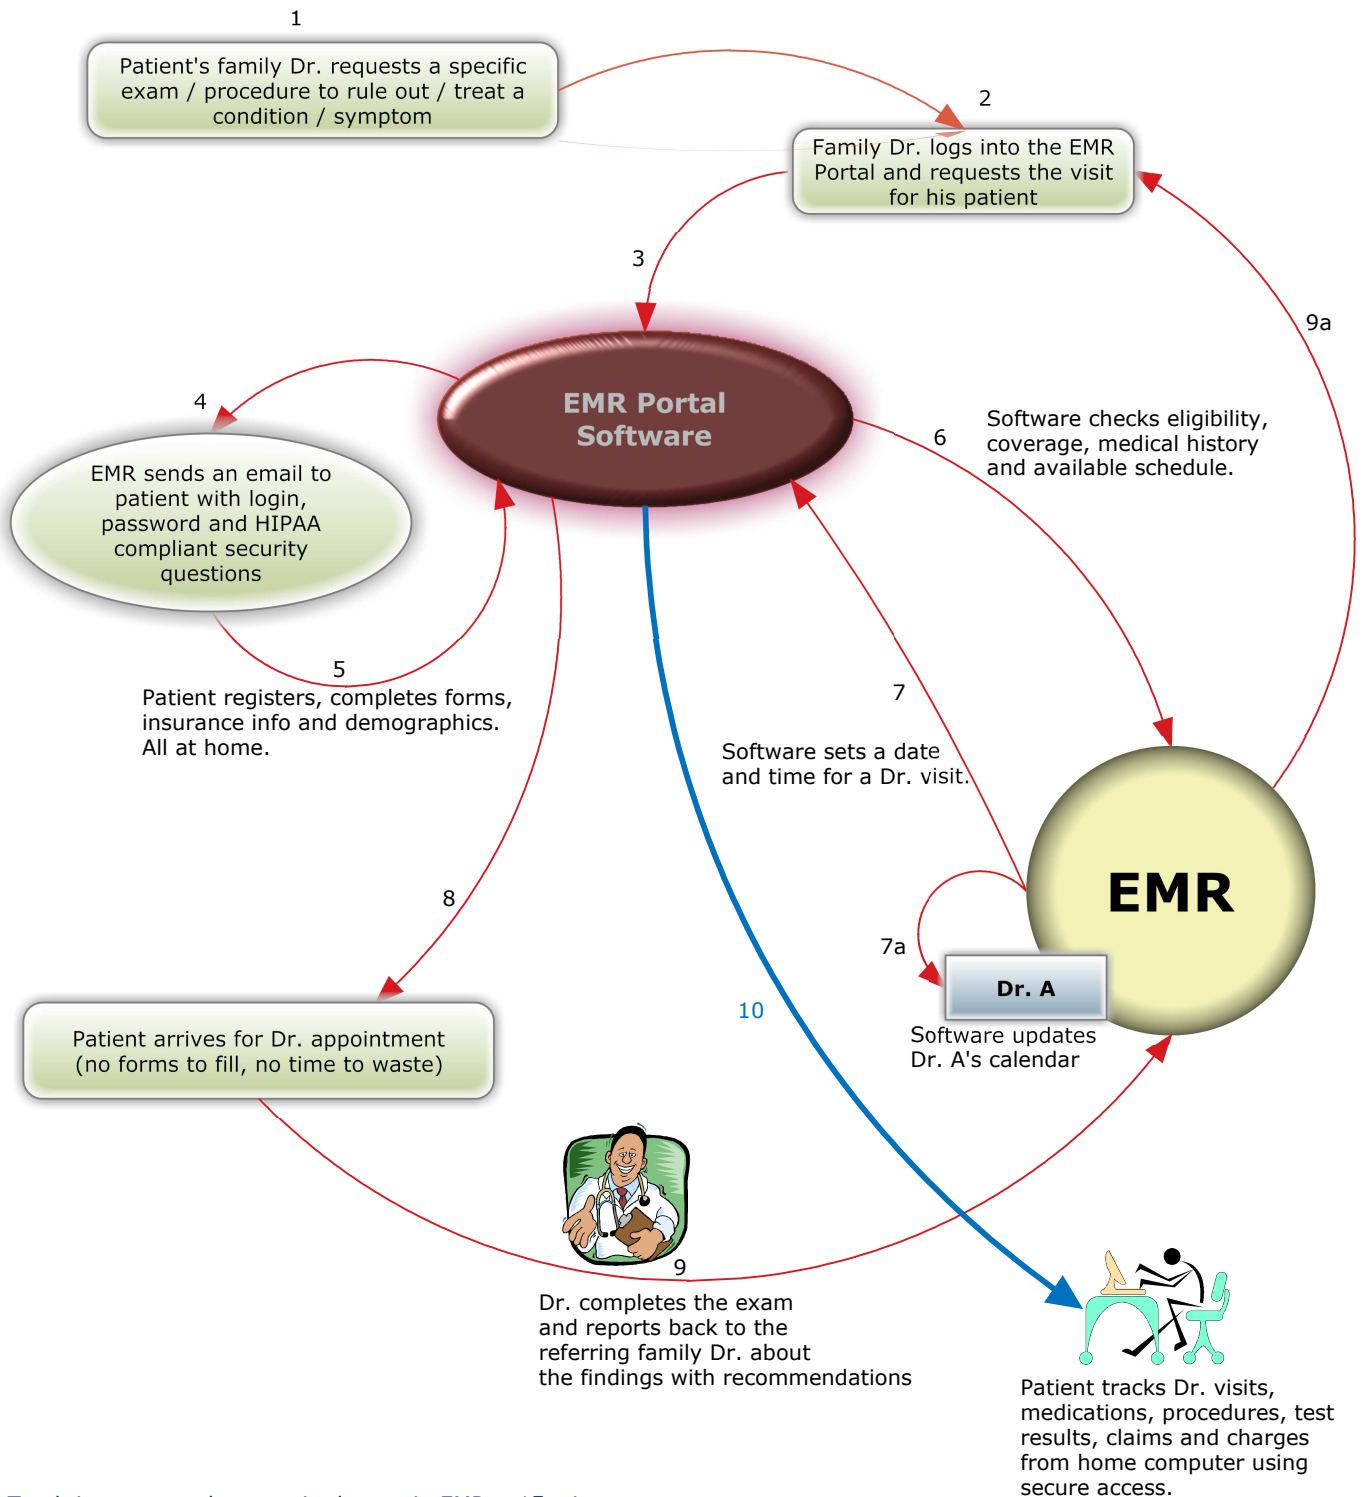 1
Patient's family Dr. requests a specific
exam / procedure to rule out / treat a
condition / symptom
2
Family Dr. logs into the EMR
Portal and requests the visit
for his patient
3
9a
EMR Portal
Software
4
6
Software checks eligibility,
coverage, medical history
and available schedule.
EMR sends an email to
patient with login,
password and HIPAA
compliant security
questions
5
Patient registers, completes forms,
insurance info and demographics.
All at home.
7
Software sets a date
and time for a Dr. visit.
EMR
8
7a
Dr. A
Software updates
Dr. A's calendar
10
Patient arrives for Dr. appointment
(no forms to fill, no time to waste)
9
Dr. completes the exam
and reports back to the
referring family Dr. about
the findings with recommendations
Patient tracks Dr. visits,
medications, procedures, test
results, claims and charges
from home computer using
secure access.